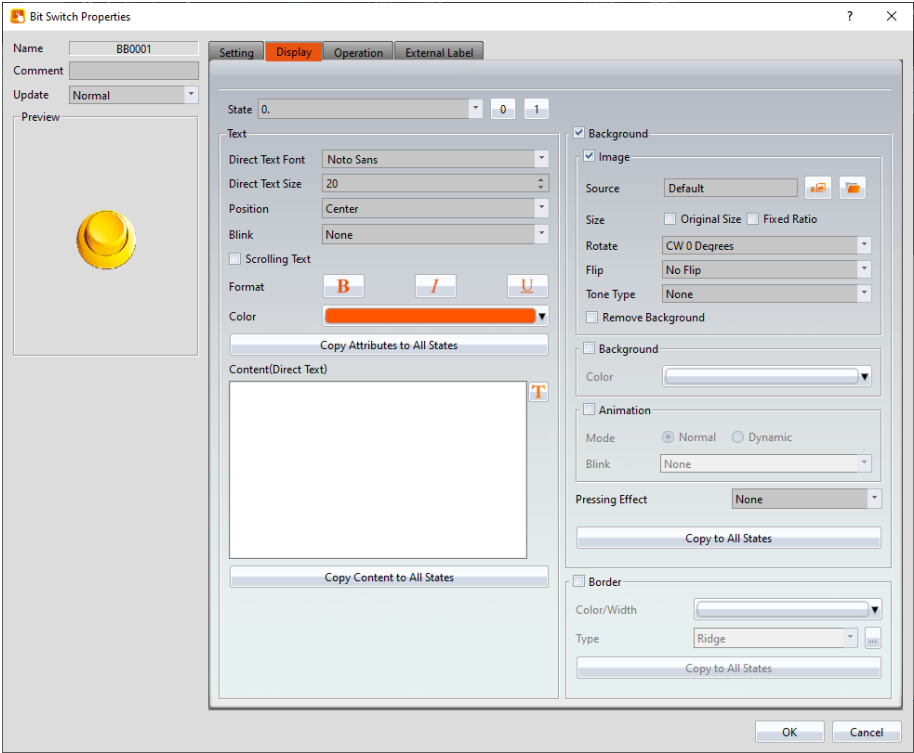 Bit Switch Properties
?
Name BB0001
Comment
Update Normal
Preview
Setting Display Operation External Label
State 0. 0 1
Text
Direct Text Font Noto Sans
Direct Text Size 20
Position Center
Blink None
Scrolling Text
Format B I U
Color
Copy Attributes to All States
Content(Direct Text)
T
Copy Content to All States
Background
Image
Source Default
Size Original Size Fixed Ratio
Rotate CW 0 Degrees
Flip No Flip
Tone Type None
Remove Background
Background
Color
Animation
Mode Normal Dynamic
Blink None
Pressing Effect None
Copy to All States
Border
Color/Width
Type Ridge ...
Copy to All States
OK Cancel